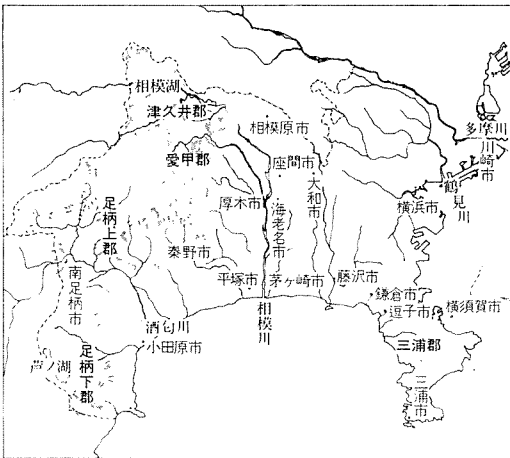 相模湖
津久井郡
相模原市
愛甲郡
座間市
大和市
厚木市
海老名市
多摩川
川崎市
鶴見川
横浜市
足柄上郡
秦野市
平塚市
茅ヶ崎市
藤沢市
鎌倉市
逗子市
横須賀市
南足柄市
酒匂川
小田原市
相模川
芦ノ湖
足柄下郡
三浦郡
三浦市